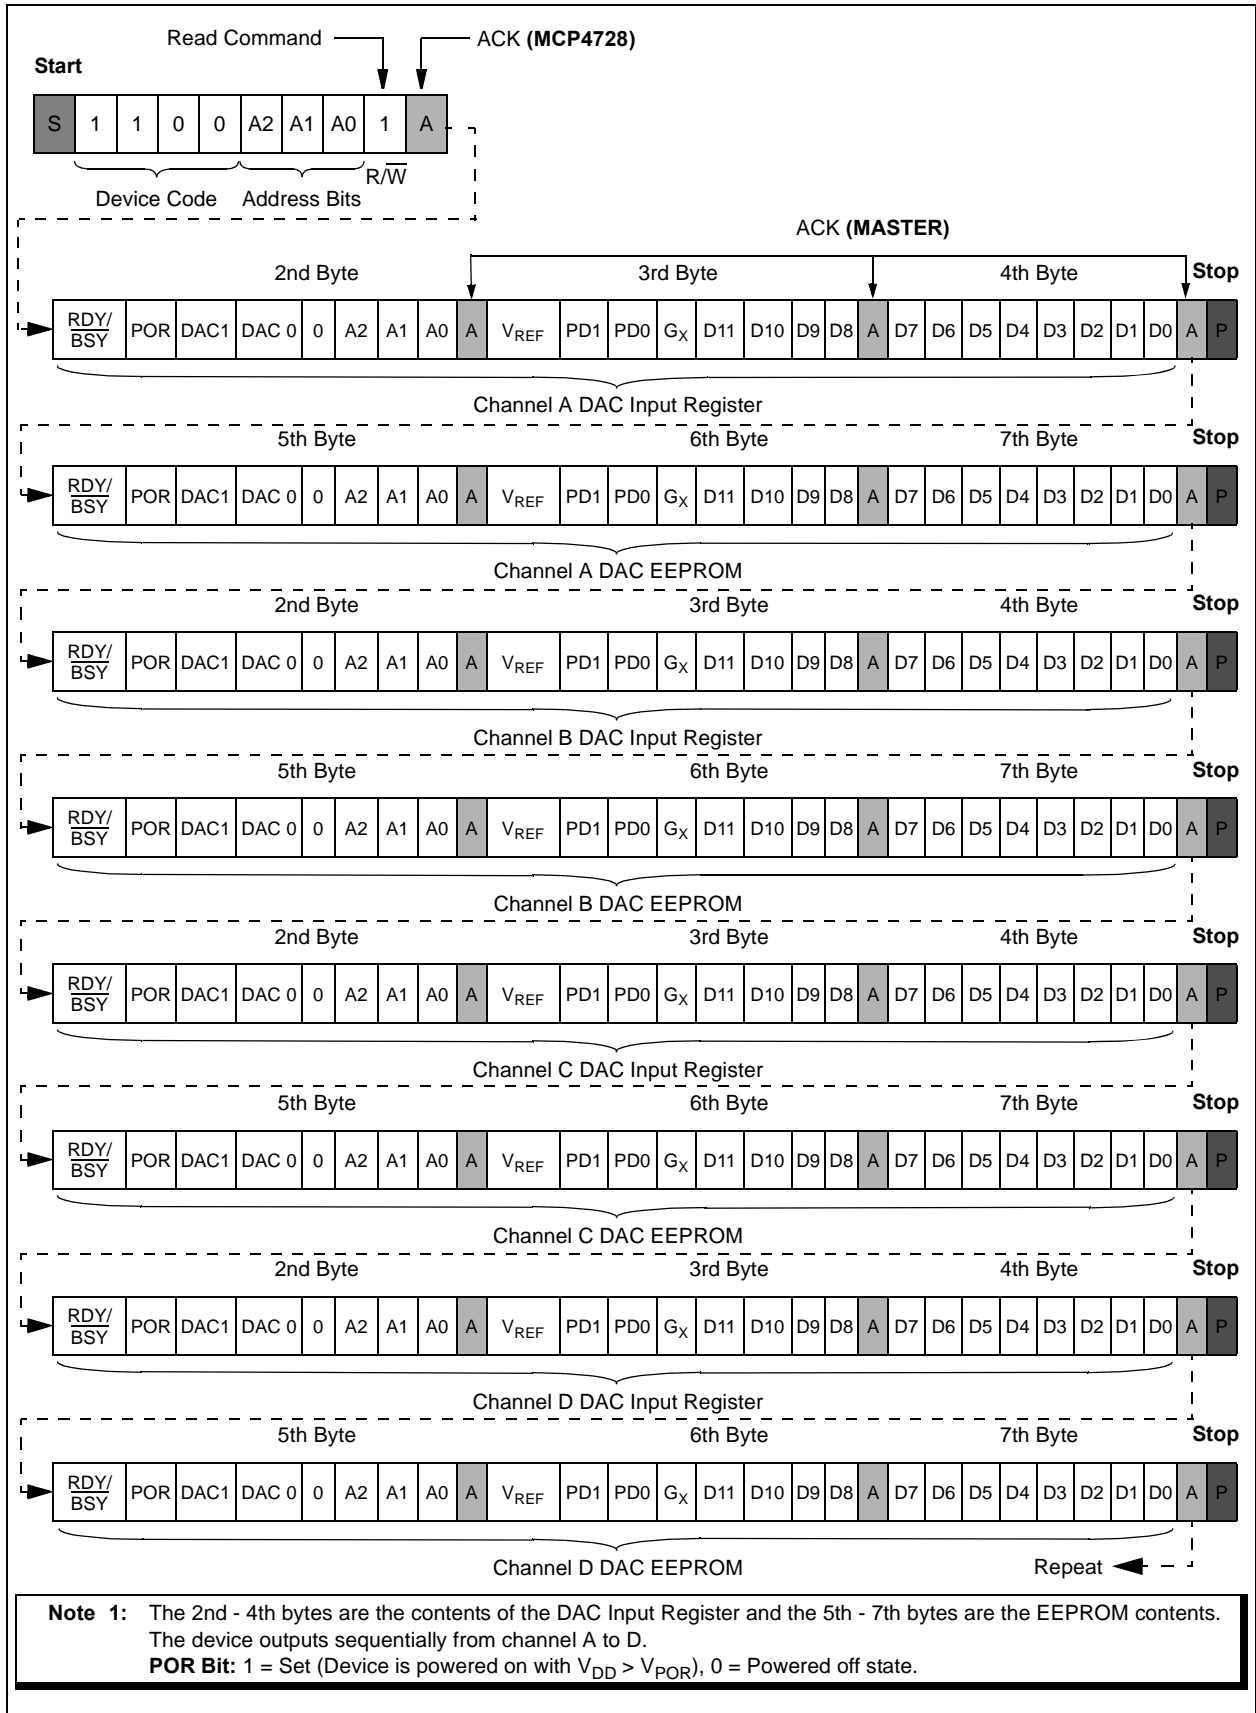 Read Command ACK (MCP4728)
Start
S 1 1 0 0 A2 A1 A0 1 A
R/W
Device Code Address Bits
ACK (MASTER)
2nd Byte 3rd Byte 4th Byte Stop
RDY/BSY POR DAC1 DAC 0 0 A2 A1 A0 A VREF PD1 PD0 GX D11 D10 D9 D8 A D7 D6 D5 D4 D3 D2 D1 D0 A P
Channel A DAC Input Register
5th Byte 6th Byte 7th Byte Stop
RDY/BSY POR DAC1 DAC 0 0 A2 A1 A0 A VREF PD1 PD0 GX D11 D10 D9 D8 A D7 D6 D5 D4 D3 D2 D1 D0 A P
Channel A DAC EEPROM
2nd Byte 3rd Byte 4th Byte Stop
RDY/BSY POR DAC1 DAC 0 0 A2 A1 A0 A VREF PD1 PD0 GX D11 D10 D9 D8 A D7 D6 D5 D4 D3 D2 D1 D0 A P
Channel B DAC Input Register
5th Byte 6th Byte 7th Byte Stop
RDY/BSY POR DAC1 DAC 0 0 A2 A1 A0 A VREF PD1 PD0 GX D11 D10 D9 D8 A D7 D6 D5 D4 D3 D2 D1 D0 A P
Channel B DAC EEPROM
2nd Byte 3rd Byte 4th Byte Stop
RDY/BSY POR DAC1 DAC 0 0 A2 A1 A0 A VREF PD1 PD0 GX D11 D10 D9 D8 A D7 D6 D5 D4 D3 D2 D1 D0 A P
Channel C DAC Input Register
5th Byte 6th Byte 7th Byte Stop
RDY/BSY POR DAC1 DAC 0 0 A2 A1 A0 A VREF PD1 PD0 GX D11 D10 D9 D8 A D7 D6 D5 D4 D3 D2 D1 D0 A P
Channel C DAC EEPROM
2nd Byte 3rd Byte 4th Byte Stop
RDY/BSY POR DAC1 DAC 0 0 A2 A1 A0 A VREF PD1 PD0 GX D11 D10 D9 D8 A D7 D6 D5 D4 D3 D2 D1 D0 A P
Channel D DAC Input Register
5th Byte 6th Byte 7th Byte Stop
RDY/BSY POR DAC1 DAC 0 0 A2 A1 A0 A VREF PD1 PD0 GX D11 D10 D9 D8 A D7 D6 D5 D4 D3 D2 D1 D0 A P
Channel D DAC EEPROM
Repeat
Note 1: The 2nd - 4th bytes are the contents of the DAC Input Register and the 5th - 7th bytes are the EEPROM contents.
The device outputs sequentially from channel A to D.
POR Bit: 1 = Set (Device is powered on with VDD > VPOR), 0 = Powered off state.